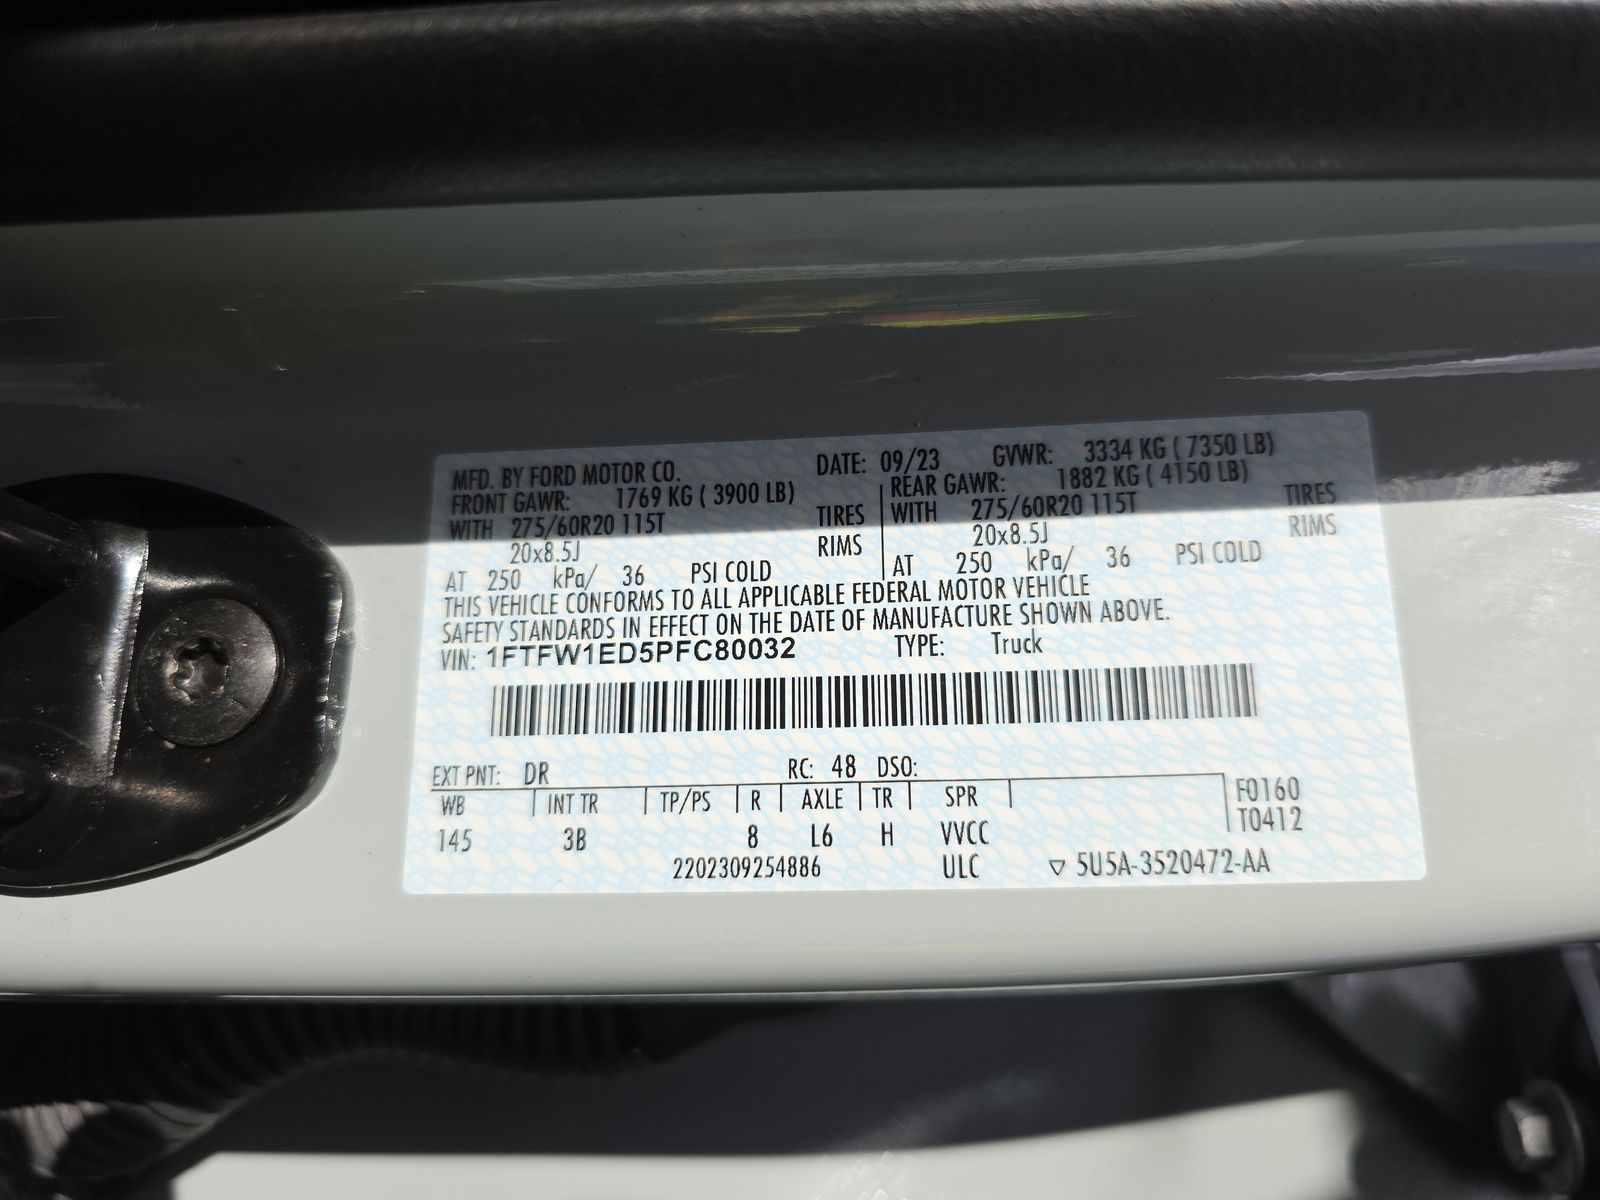 MFD. BY FORD MOTOR CO. DATE: 09/23 GVWR: 3334 KG ( 7350 LB)
FRONT GAWR: 1769 KG ( 3900 LB) REAR GAWR: 1882 KG ( 4150 LB)
WITH 275/60R20 115T TIRES WITH 275/60R20 115T TIRES
20x8.5J RIMS 20x8.5J RIMS
AT 250 kPa/ 36 PSI COLD AT 250 kPa/ 36 PSI COLD
THIS VEHICLE CONFORMS TO ALL APPLICABLE FEDERAL MOTOR VEHICLE
SAFETY STANDARDS IN EFFECT ON THE DATE OF MANUFACTURE SHOWN ABOVE.
VIN: 1FTFW1ED5PFC80032 TYPE: Truck
EXT PNT: DR RC: 48 DSO:
WB INT TR TP/PS R AXLE TR SPR F0160
145 3B 8 L6 H VVCC T0412
2202309254886 ULC ▽ 5U5A-3520472-AA